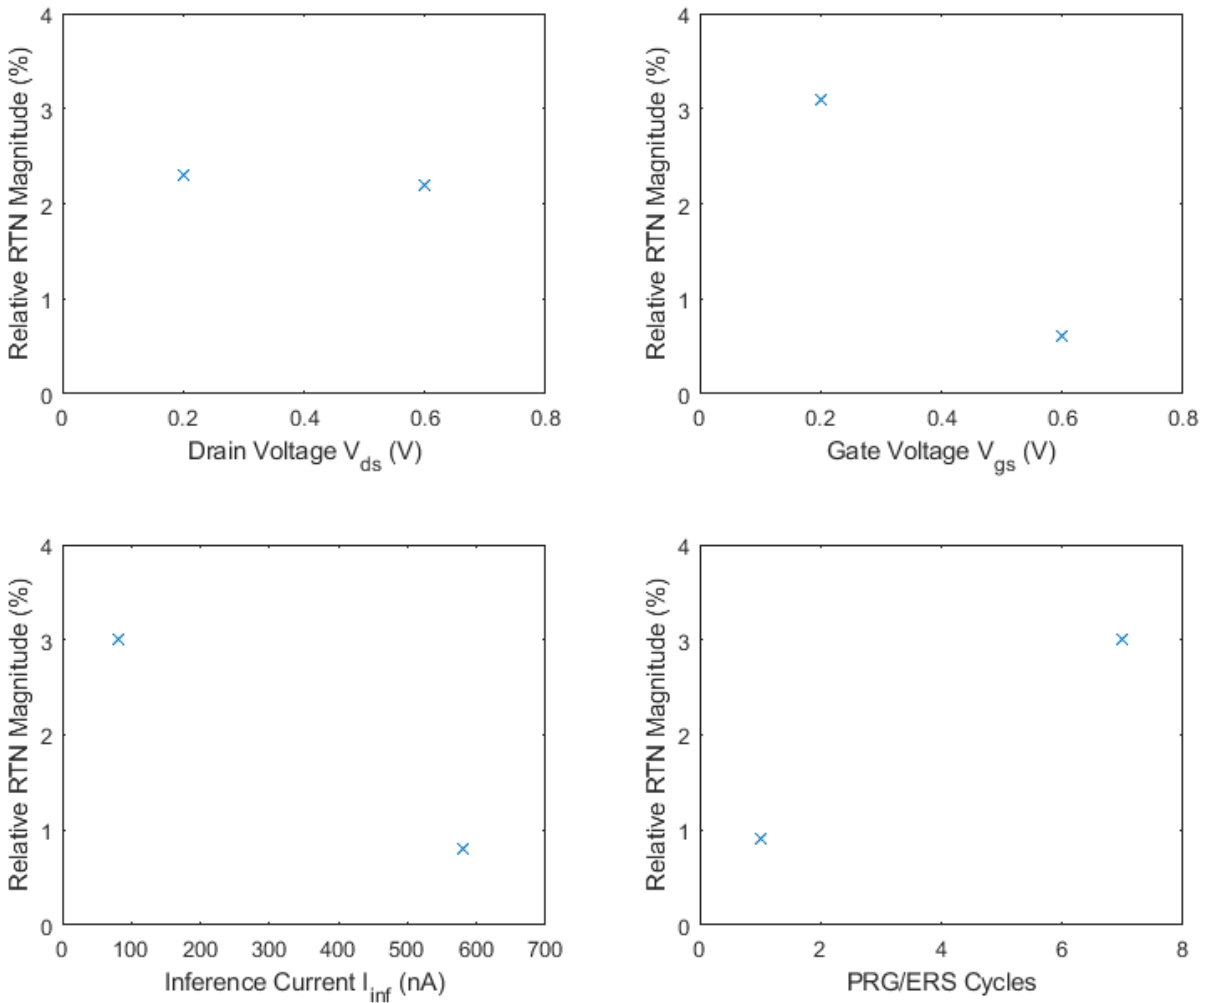 4
3
2
1
0
Relative RTN Magnitude (%)
0 0.2 0.4 0.6 0.8
Drain Voltage V_ds (V)
4
3
2
1
0
Relative RTN Magnitude (%)
0 0.2 0.4 0.6 0.8
Gate Voltage V_gs (V)
4
3
2
1
0
Relative RTN Magnitude (%)
0 100 200 300 400 500 600 700
Inference Current I_inf (nA)
4
3
2
1
0
Relative RTN Magnitude (%)
0 2 4 6 8
PRG/ERS Cycles